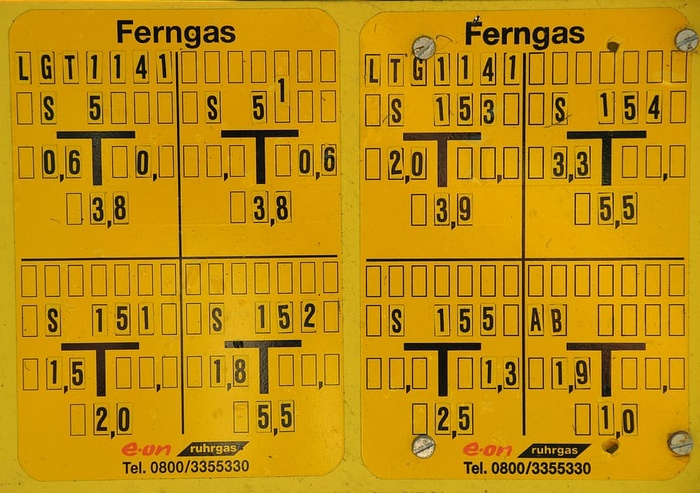 Ferngas
LGT1141
S 5
S 5 1
0,6 0,
, 0,6
3,8
3,8
S 151
S 152
1,5 ,
1,8 ,
2,0
5,5
e·on ruhrgas
Tel. 0800/3355330
Ferngas
LTG1141
S 153
S 154
2,0 ,
3,3 ,
3,9
5,5
S 155
AB
, 1,3
1,9 ,
2,5
1,0
e·on ruhrgas
Tel. 0800/3355330